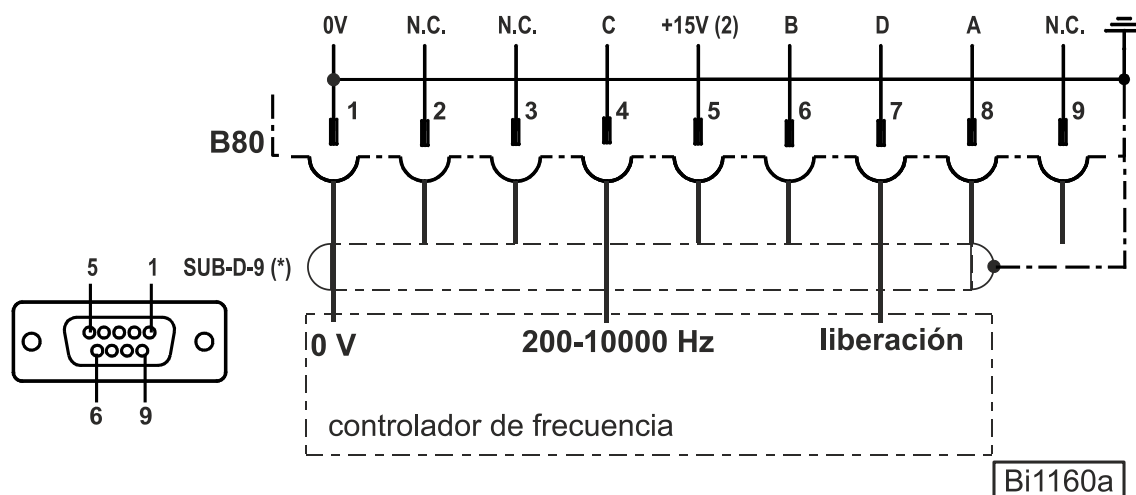 0V N.C. N.C. C +15V (2) B D A N.C.
1 2 3 4 5 6 7 8 9
B80
5 1 SUB-D-9 (*)
0 V 200-10000 Hz liberación
6 9
controlador de frecuencia
Bi1160a